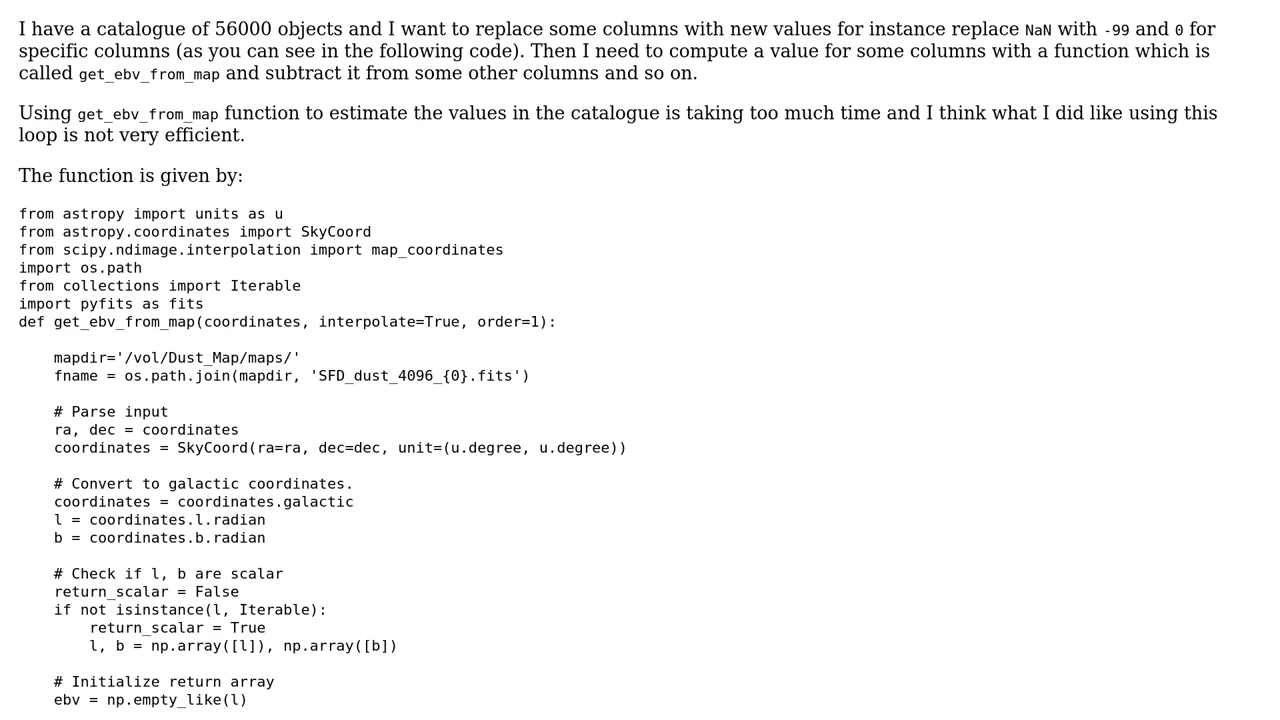 I have a catalogue of 56000 objects and I want to replace some columns with new values for instance replace NaN with -99 and 0 for
specific columns (as you can see in the following code). Then I need to compute a value for some columns with a function which is
called get_ebv_from_map and subtract it from some other columns and so on.
Using get_ebv_from_map function to estimate the values in the catalogue is taking too much time and I think what I did like using this
loop is not very efficient.
The function is given by:
from astropy import units as u
from astropy.coordinates import SkyCoord
from scipy.ndimage.interpolation import map_coordinates
import os.path
from collections import Iterable
import pyfits as fits
def get_ebv_from_map(coordinates, interpolate=True, order=1):
    mapdir='/vol/Dust_Map/maps/'
    fname = os.path.join(mapdir, 'SFD_dust_4096_{0}.fits')
    # Parse input
    ra, dec = coordinates
    coordinates = SkyCoord(ra=ra, dec=dec, unit=(u.degree, u.degree))
    # Convert to galactic coordinates.
    coordinates = coordinates.galactic
    l = coordinates.l.radian
    b = coordinates.b.radian
    # Check if l, b are scalar
    return_scalar = False
    if not isinstance(l, Iterable):
        return_scalar = True
        l, b = np.array([l]), np.array([b])
    # Initialize return array
    ebv = np.empty_like(l)